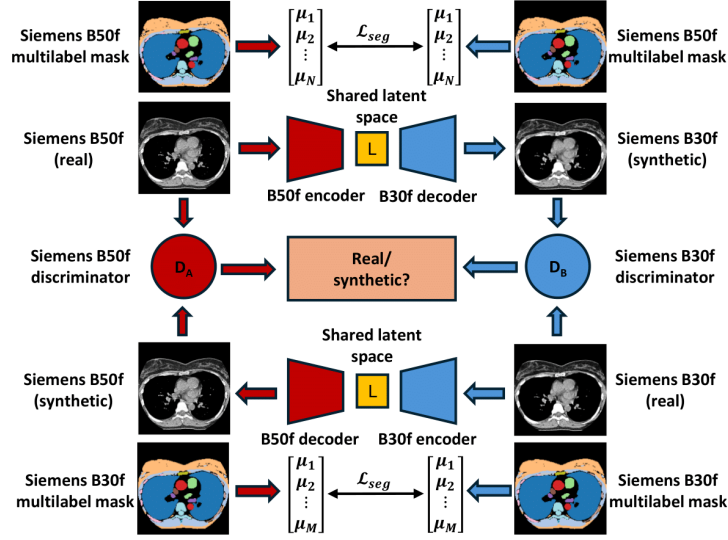 Siemens B50f
multilabel mask
μ1
μ2
⋮
μN
ℒseg
μ1
μ2
⋮
μN
Siemens B50f
multilabel mask
Siemens B50f
(real)
Shared latent
space
L
B50f encoder
B30f decoder
Siemens B30f
(synthetic)
Siemens B50f
discriminator
DA
Real/
synthetic?
DB
Siemens B30f
discriminator
Siemens B50f
(synthetic)
Shared latent
space
L
B50f decoder
B30f encoder
Siemens B30f
(real)
Siemens B30f
multilabel mask
μ1
μ2
⋮
μM
ℒseg
μ1
μ2
⋮
μM
Siemens B30f
multilabel mask